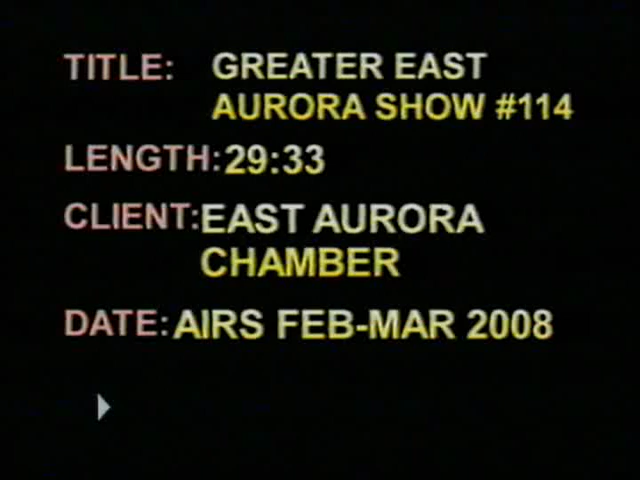 TITLE: GREATER EAST
AURORA SHOW #114
LENGTH: 29:33
CLIENT: EAST AURORA
CHAMBER
DATE: AIRS FEB-MAR 2008